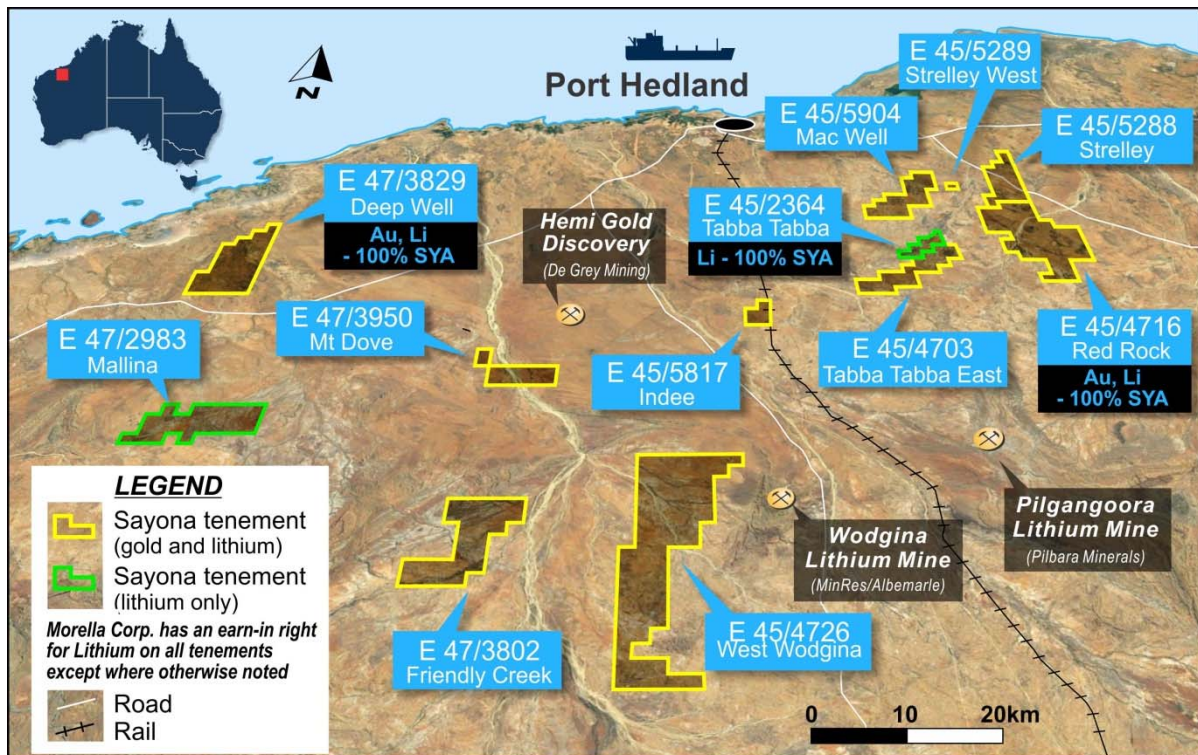 Port Hedland
N
E 45/5289
Strelley West
E 45/5904
Mac Well
E 45/5288
Strelley
E 47/3829
Deep Well
Au, Li
- 100% SYA
Hemi Gold
Discovery
(De Grey Mining)
E 45/2364
Tabba Tabba
Li - 100% SYA
E 47/3950
Mt Dove
E 47/2983
Mallina
E 45/5817
Indee
E 45/4703
Tabba Tabba East
E 45/4716
Red Rock
Au, Li
- 100% SYA
Pilgangoora
Lithium Mine
(Pilbara Minerals)
Wodgina
Lithium Mine
(MinRes/Albemarle)
E 47/3802
Friendly Creek
E 45/4726
West Wodgina
LEGEND
Sayona tenement
(gold and lithium)
Sayona tenement
(lithium only)
Morella Corp. has an earn-in right
for Lithium on all tenements
except where otherwise noted
Road
Rail
0 10 20km